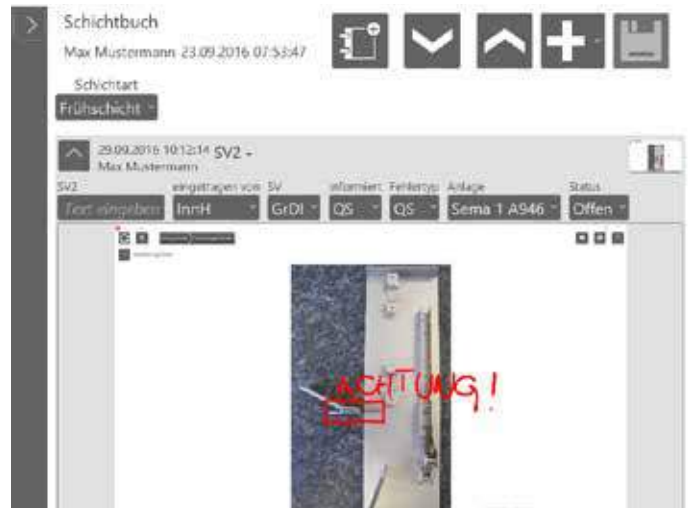 Schichtbuch
Max Mustermann 23.09.2016 07:53:47
Schichtart
Frühschicht
29.09.2016 10:12:14 SV2
Max Mustermann
SV2 eingetragen von SV informiert Fehlertyp Anlage Status
Text eingeben InnH GrDI QS QS Sema 1 A946 Offen
ACHTUNG!